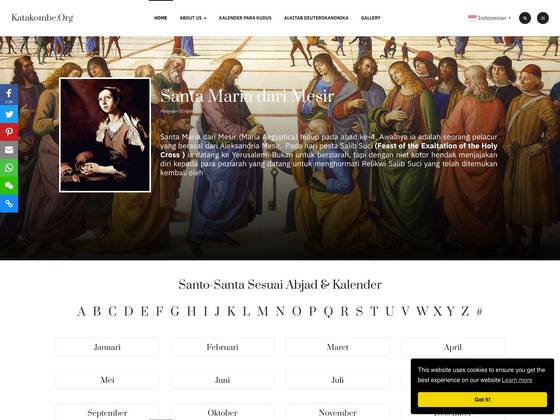 Katakombe.Org
HOME ABOUT US KALENDER PARA KUDUS ALKITAB DEUTEROKANONIKA GALLERY
Indonesian
Santa Maria dari Mesir
Santa Maria dari Mesir (Maria Aegyptica) hidup pada abad ke-4. Awalnya ia adalah seorang pelacur
yang berasal dari Aleksandria Mesir. Pada hari pesta Salib Suci (Feast of the Exaltation of the Holy
Cross ) ia datang ke Yerusalem. Bukan untuk berziarah, tapi dengan niat kotor hendak menjajakan
diri kepada para peziarah yang datang untuk menghormati Relikwi Salib Suci yang telah ditemukan
kembali oleh
Santo-Santa Sesuai Abjad & Kalender
A B C D E F G H I J K L M N O P Q R S T U V W X Y Z #
Januari Februari Maret April
Mei Juni Juli
September Oktober November Desember
This website uses cookies to ensure you get the
best experience on our website Learn more
Got it!